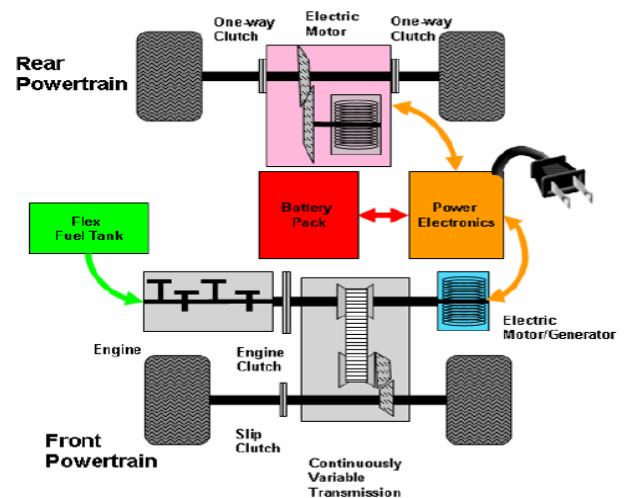 One-way
Clutch
Electric
Motor
One-way
Clutch
Rear
Powertrain
Battery
Pack
Power
Electronics
Flex
Fuel Tank
Engine
Engine
Clutch
Electric
Motor/Generator
Front
Powertrain
Slip
Clutch
Continuously
Variable
Transmission